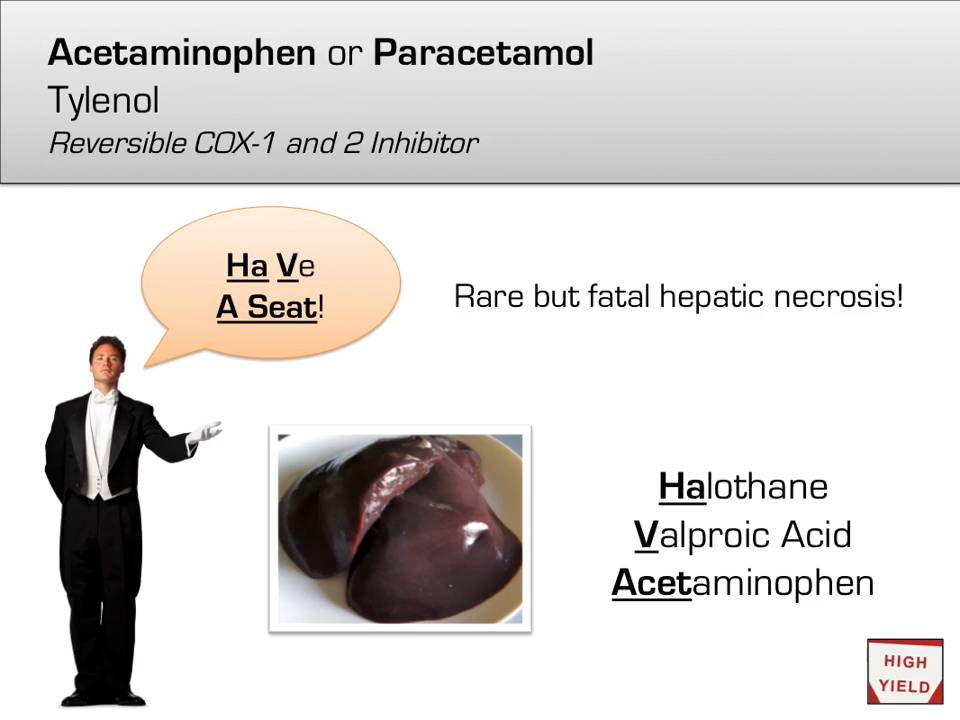 Acetaminophen or Paracetamol
Tylenol
Reversible COX-1 and 2 Inhibitor
Ha Ve
A Seat!
Rare but fatal hepatic necrosis!
Halothane
Valproic Acid
Acetaminophen
HIGH
YIELD